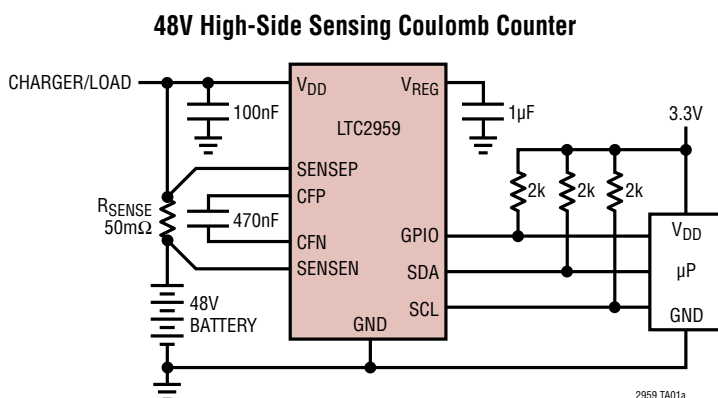 48V High-Side Sensing Coulomb Counter
CHARGER/LOAD
100nF
VDD
VREG
LTC2959
1µF
3.3V
SENSEP
CFP
2k
2k
2k
RSENSE
50mΩ
470nF
CFN
GPIO
VDD
SENSEN
SDA
µP
48V
BATTERY
SCL
GND
GND
2959 TA01a